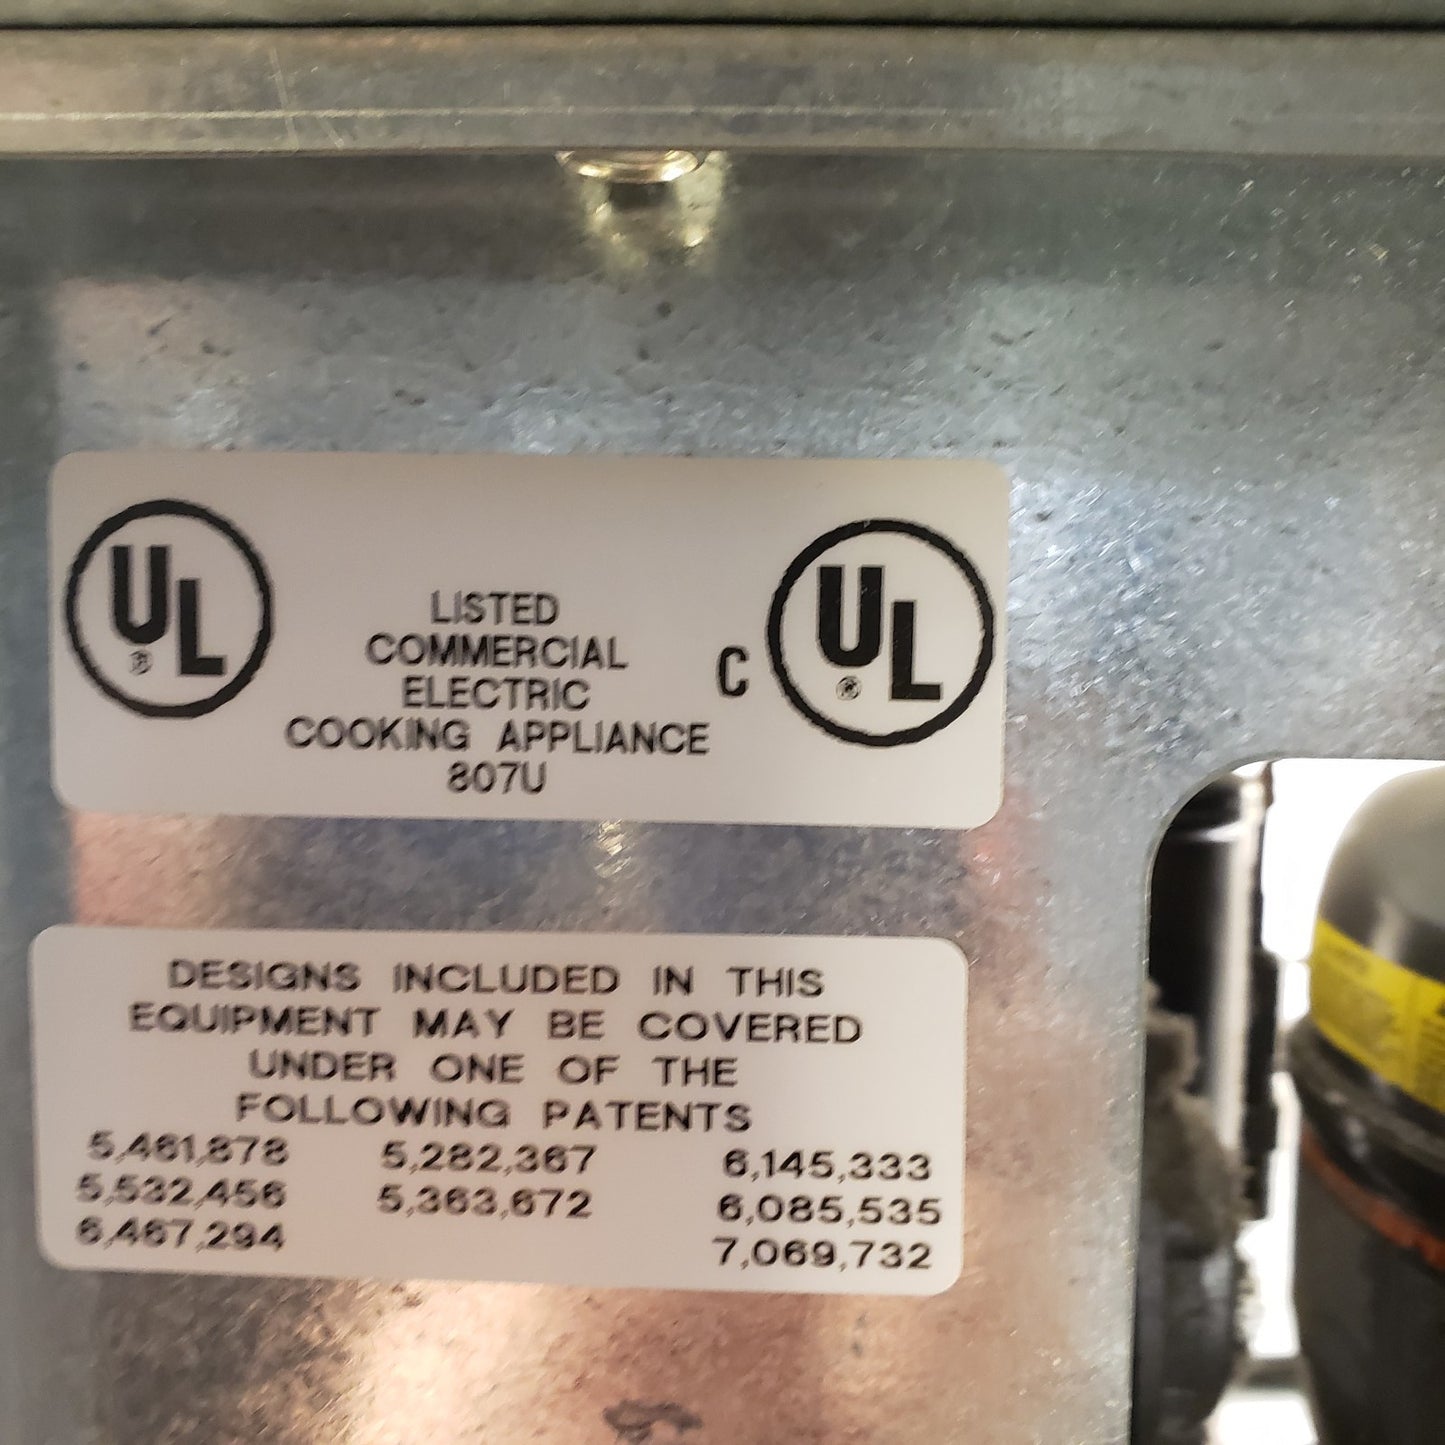 UL
®
LISTED
COMMERCIAL
ELECTRIC
COOKING APPLIANCE
807U
C
UL
®
DESIGNS INCLUDED IN THIS
EQUIPMENT MAY BE COVERED
UNDER ONE OF THE
FOLLOWING PATENTS
5,461,878 5,282,367 6,145,333
5,532,456 5,363,672 6,085,535
6,467,294 7,069,732